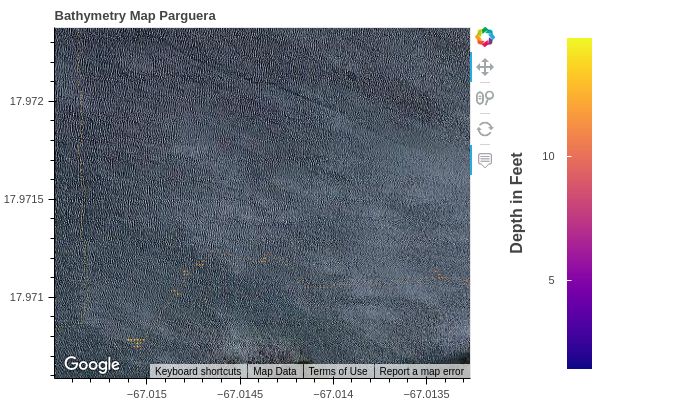 Bathymetry Map Parguera
17.972
17.9715
17.971
Google
Keyboard shortcuts
Map Data
Terms of Use
Report a map error
−67.015
−67.0145
−67.014
−67.0135
Depth in Feet
10
5